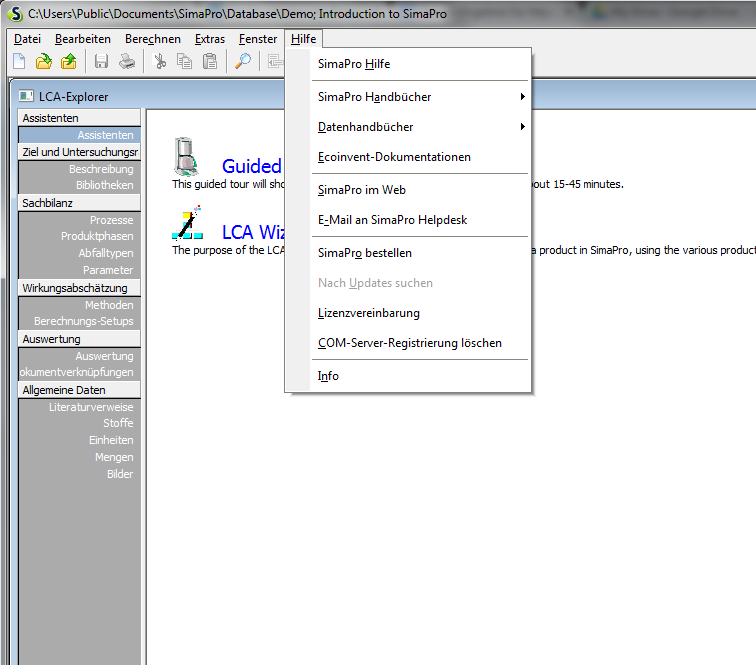 C:\Users\Public\Documents\SimaPro\Database\Demo; Introduction to SimaPro
Datei Bearbeiten Berechnen Extras Fenster Hilfe
LCA-Explorer
Assistenten
Assistenten
Ziel und Untersuchungsr
Beschreibung
Bibliotheken
Sachbilanz
Prozesse
Produktphasen
Abfalltypen
Parameter
Wirkungsabschätzung
Methoden
Berechnungs-Setups
Auswertung
Auswertung
okumentverknüpfungen
Allgemeine Daten
Literaturverweise
Stoffe
Einheiten
Mengen
Bilder
SimaPro Hilfe
SimaPro Handbücher
Datenhandbücher
Ecoinvent-Dokumentationen
SimaPro im Web
E-Mail an SimaPro Helpdesk
SimaPro bestellen
Nach Updates suchen
Lizenzvereinbarung
COM-Server-Registrierung löschen
Info
Guided
This guided tour will sho out 15-45 minutes.
LCA Wiz
The purpose of the LCA a product in SimaPro, using the various product